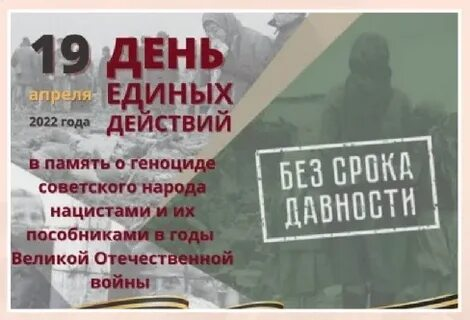 19 ДЕНЬ
апреля ЕДИНЫХ
2022 года ДЕЙСТВИЙ
в память о геноциде
советского народа
нацистами и их
пособниками в годы
Великой Отечественной
войны
БЕЗ СРОКА
ДАВНОСТИ